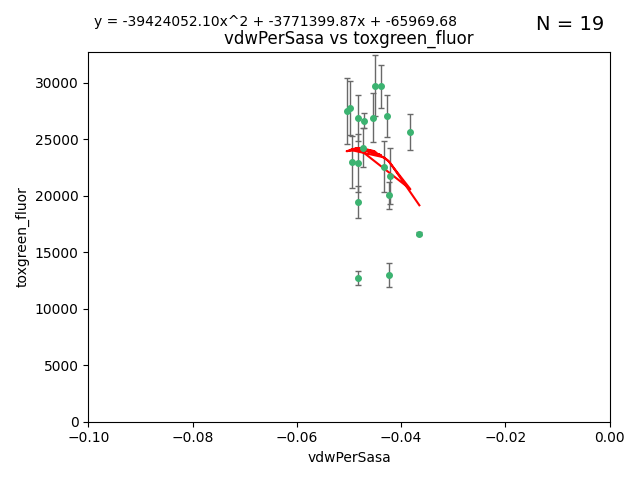 y = -39424052.10x^2 + -3771399.87x + -65969.68
N = 19
vdwPerSasa vs toxgreen_fluor
30000
25000
20000
15000
10000
5000
0
toxgreen_fluor
−0.10 −0.08 −0.06 −0.04 −0.02 0.00
vdwPerSasa